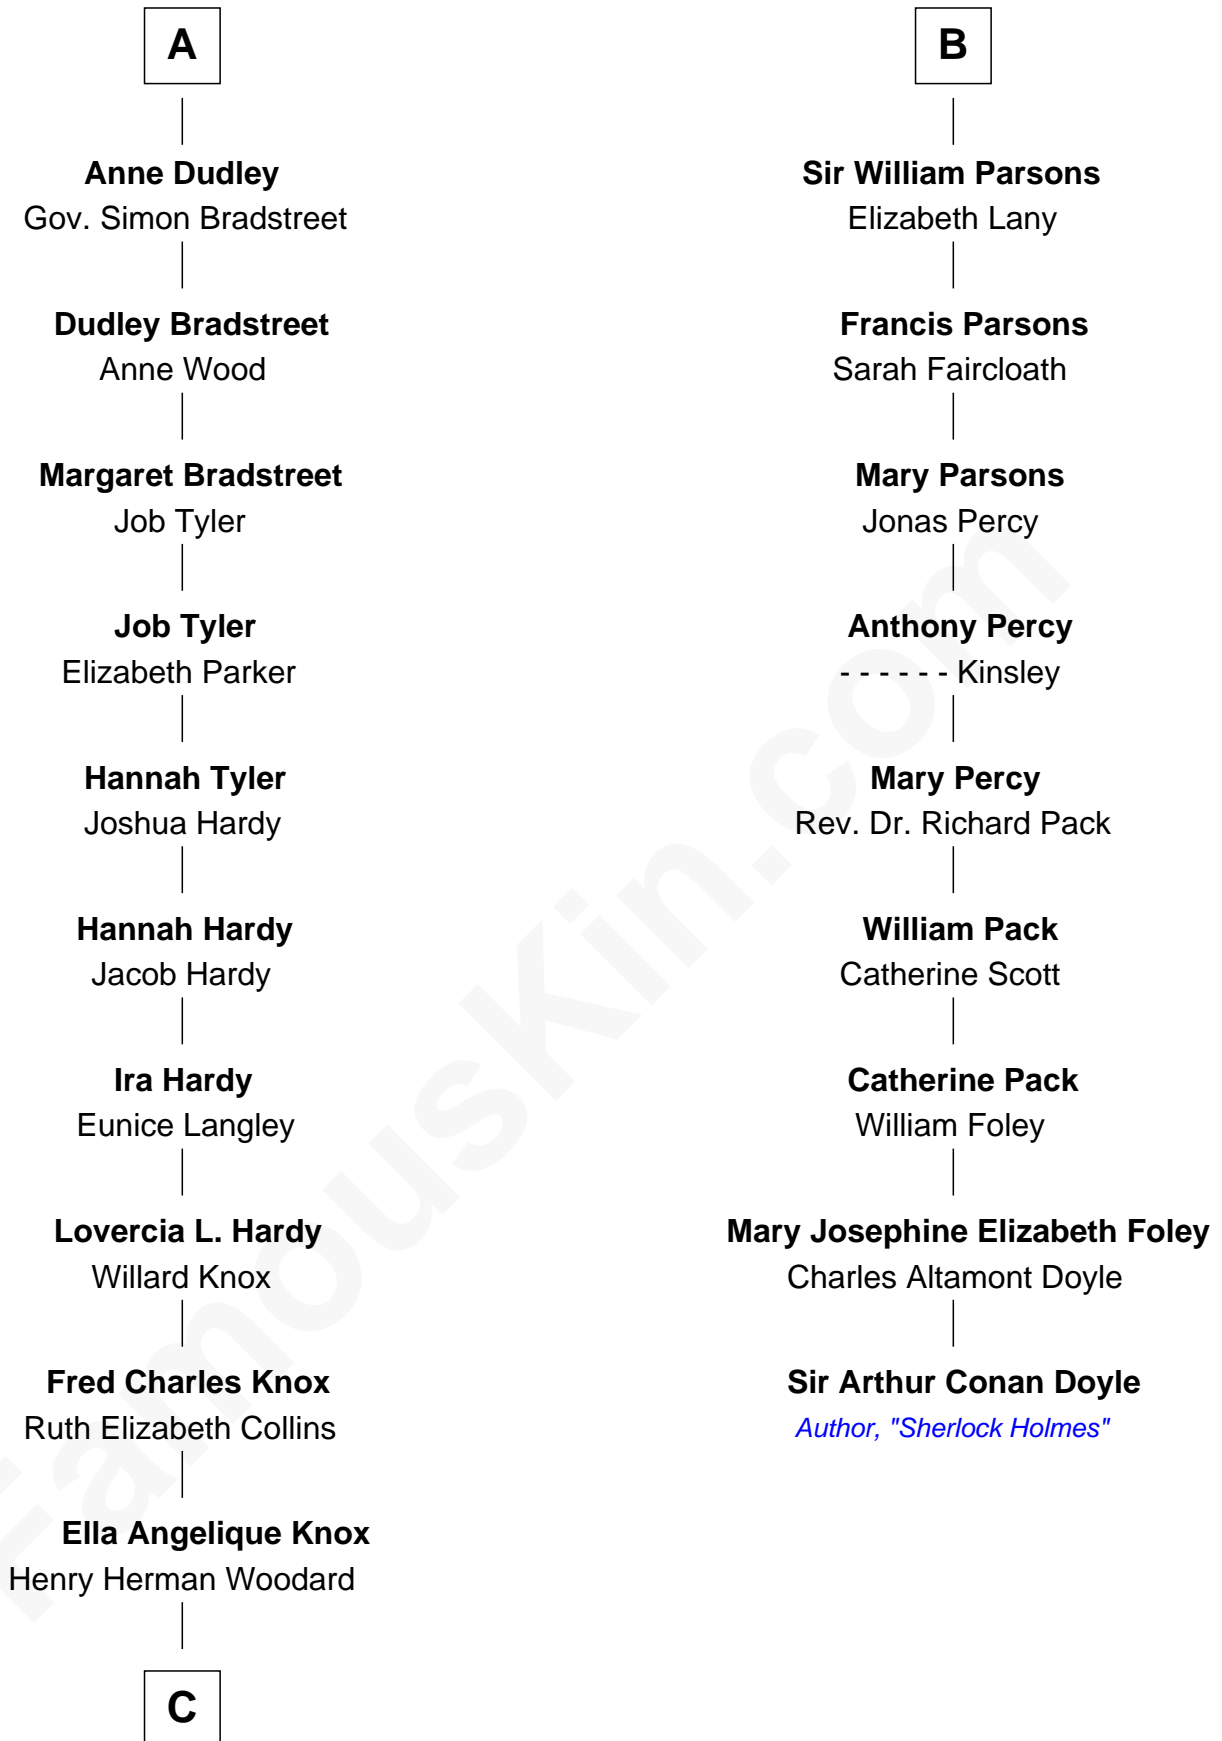 A
Anne Dudley
Gov. Simon Bradstreet
Dudley Bradstreet
Anne Wood
Margaret Bradstreet
Job Tyler
Job Tyler
Elizabeth Parker
Hannah Tyler
Joshua Hardy
Hannah Hardy
Jacob Hardy
Ira Hardy
Eunice Langley
Lovercia L. Hardy
Willard Knox
Fred Charles Knox
Ruth Elizabeth Collins
Ella Angelique Knox
Henry Herman Woodard
C
B
Sir William Parsons
Elizabeth Lany
Francis Parsons
Sarah Faircloath
Mary Parsons
Jonas Percy
Anthony Percy
- - - - - - Kinsley
Mary Percy
Rev. Dr. Richard Pack
William Pack
Catherine Scott
Catherine Pack
William Foley
Mary Josephine Elizabeth Foley
Charles Altamont Doyle
Sir Arthur Conan Doyle
Author, "Sherlock Holmes"
FamousKin.com